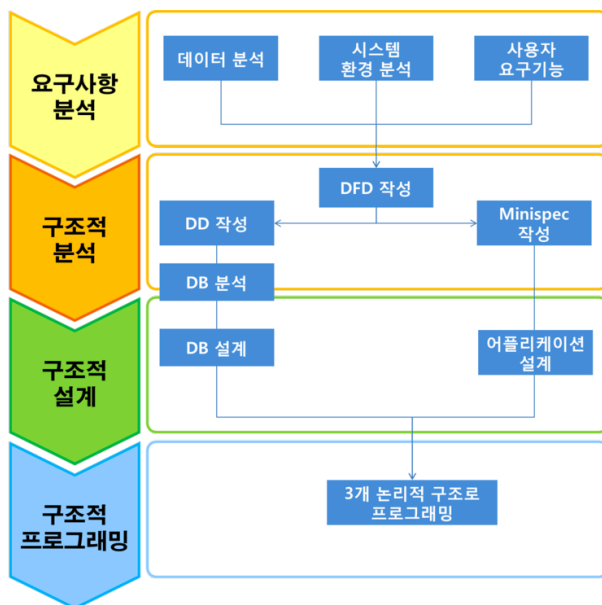 요구사항
분석
데이터 분석
시스템
환경 분석
사용자
요구기능
구조적
분석
DFD 작성
DD 작성
Minispec
작성
DB 분석
구조적
설계
DB 설계
어플리케이션
설계
구조적
프로그래밍
3개 논리적 구조로
프로그래밍